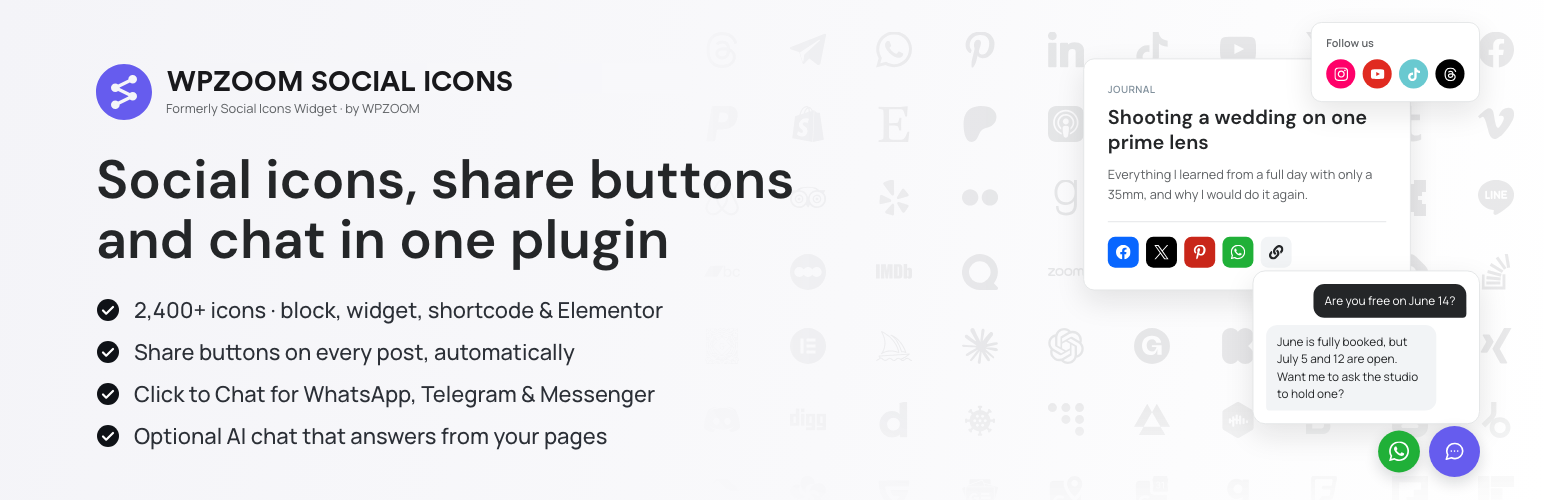 WPZOOM SOCIAL ICONS
Formerly Social Icons Widget · by WPZOOM
Social icons, share buttons
and chat in one plugin
2,400+ icons · block, widget, shortcode & Elementor
Share buttons on every post, automatically
Click to Chat for WhatsApp, Telegram & Messenger
Optional AI chat that answers from your pages
Follow us
JOURNAL
Shooting a wedding on one
prime lens
Everything I learned from a full day with only a
35mm, and why I would do it again.
Are you free on June 14?
June is fully booked, but
July 5 and 12 are open.
Want me to ask the studio
to hold one?
LINE
IMDb
zoom
digg